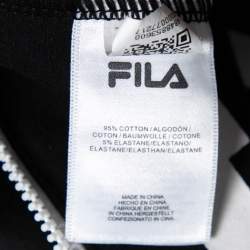 FILA
95% COTTON / ALGODÓN /
COTON / BAUMWOLLE / COTONE
5% ELASTANE / ELASTANO /
ELASTANE / ELASTHAN / ELASTANE
MADE IN CHINA
HECHO EN CHINA
FABRIQUÉ EN CHINE
HERGESTELLT IN CHINA
CONFEZIONATO IN CINA